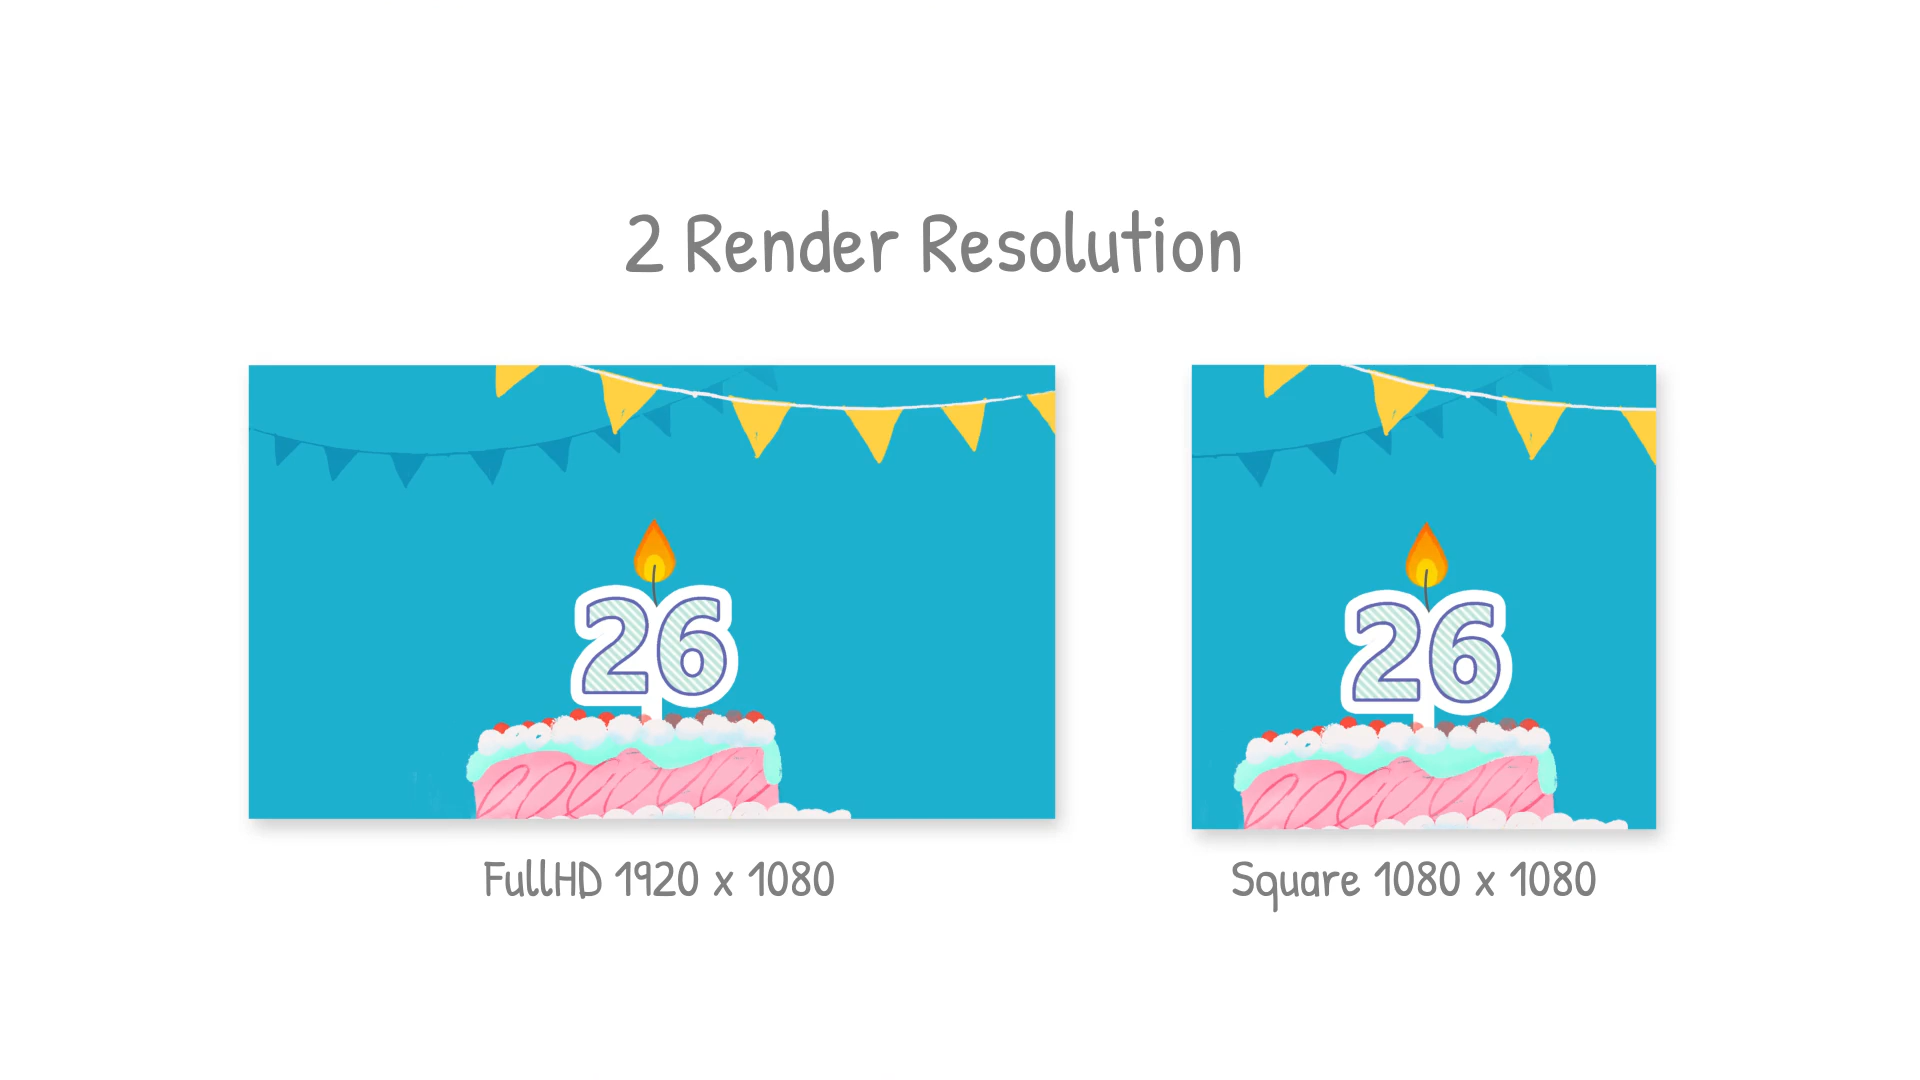 2 Render Resolution
26
26
FullHD 1920 x 1080
Square 1080 x 1080